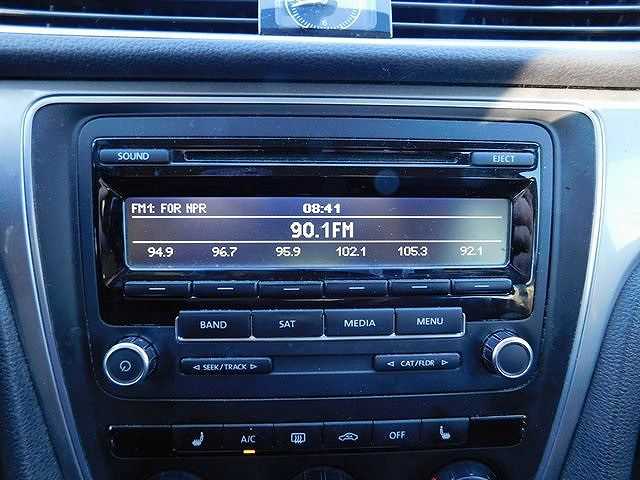 6
SOUND EJECT
FM1: FOR NPR 08:41
90.1FM
94.9 96.7 95.9 102.1 105.3 92.1
BAND SAT MEDIA MENU
SEEK/TRACK CAT/FLDR
A/C OFF